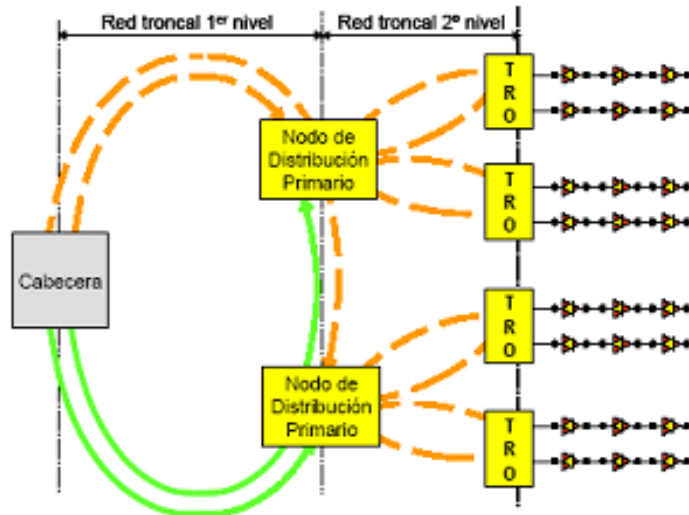 Red troncal 1er nivel
Red troncal 2º nivel
T
R
O
Nodo de
Distribución
Primario
T
R
O
Cabecera
T
R
O
Nodo de
Distribución
Primario
T
R
O